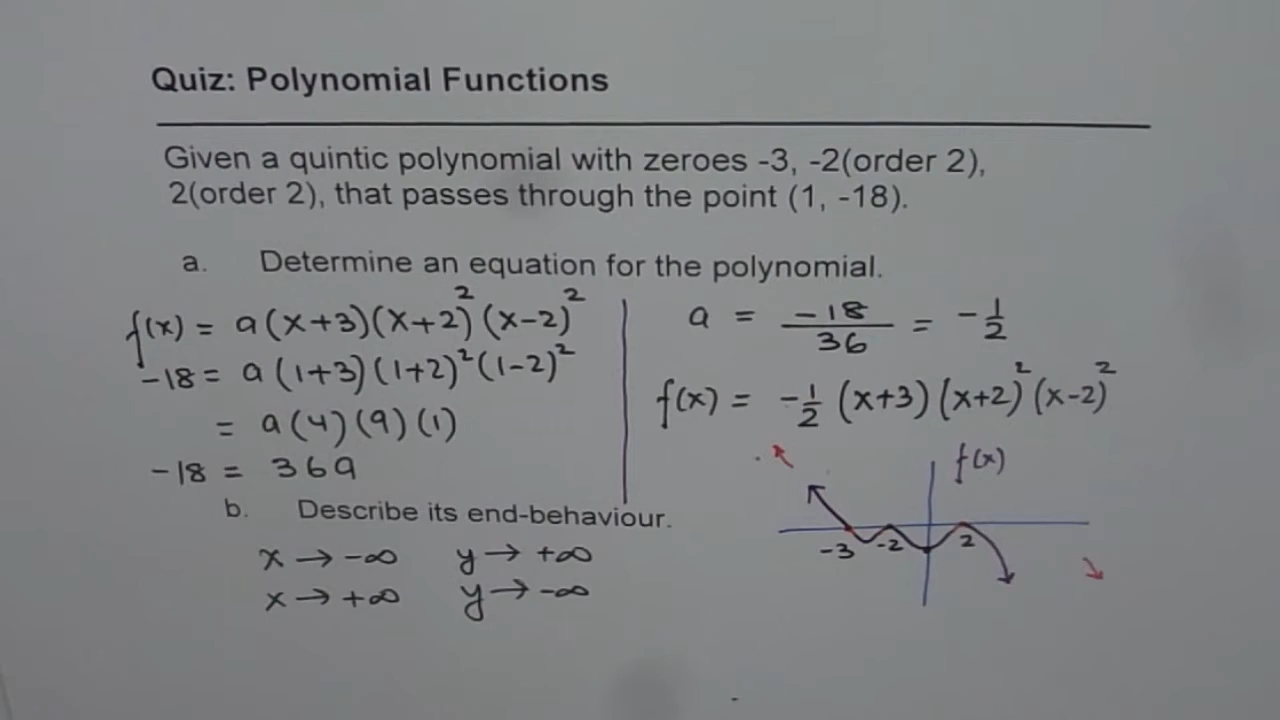 Quiz: Polynomial Functions
Given a quintic polynomial with zeroes -3, -2(order 2),
2(order 2), that passes through the point (1, -18).
a. Determine an equation for the polynomial.
f(x) = a(x+3)(x+2)²(x-2)²
-18 = a(1+3)(1+2)²(1-2)²
= a(4)(9)(1)
-18 = 36a
a = -18/36 = -1/2
f(x) = -1/2 (x+3)(x+2)²(x-2)²
f(x)
-3 -2 2
b. Describe its end-behaviour.
x → -∞ y → +∞
x → +∞ y → -∞